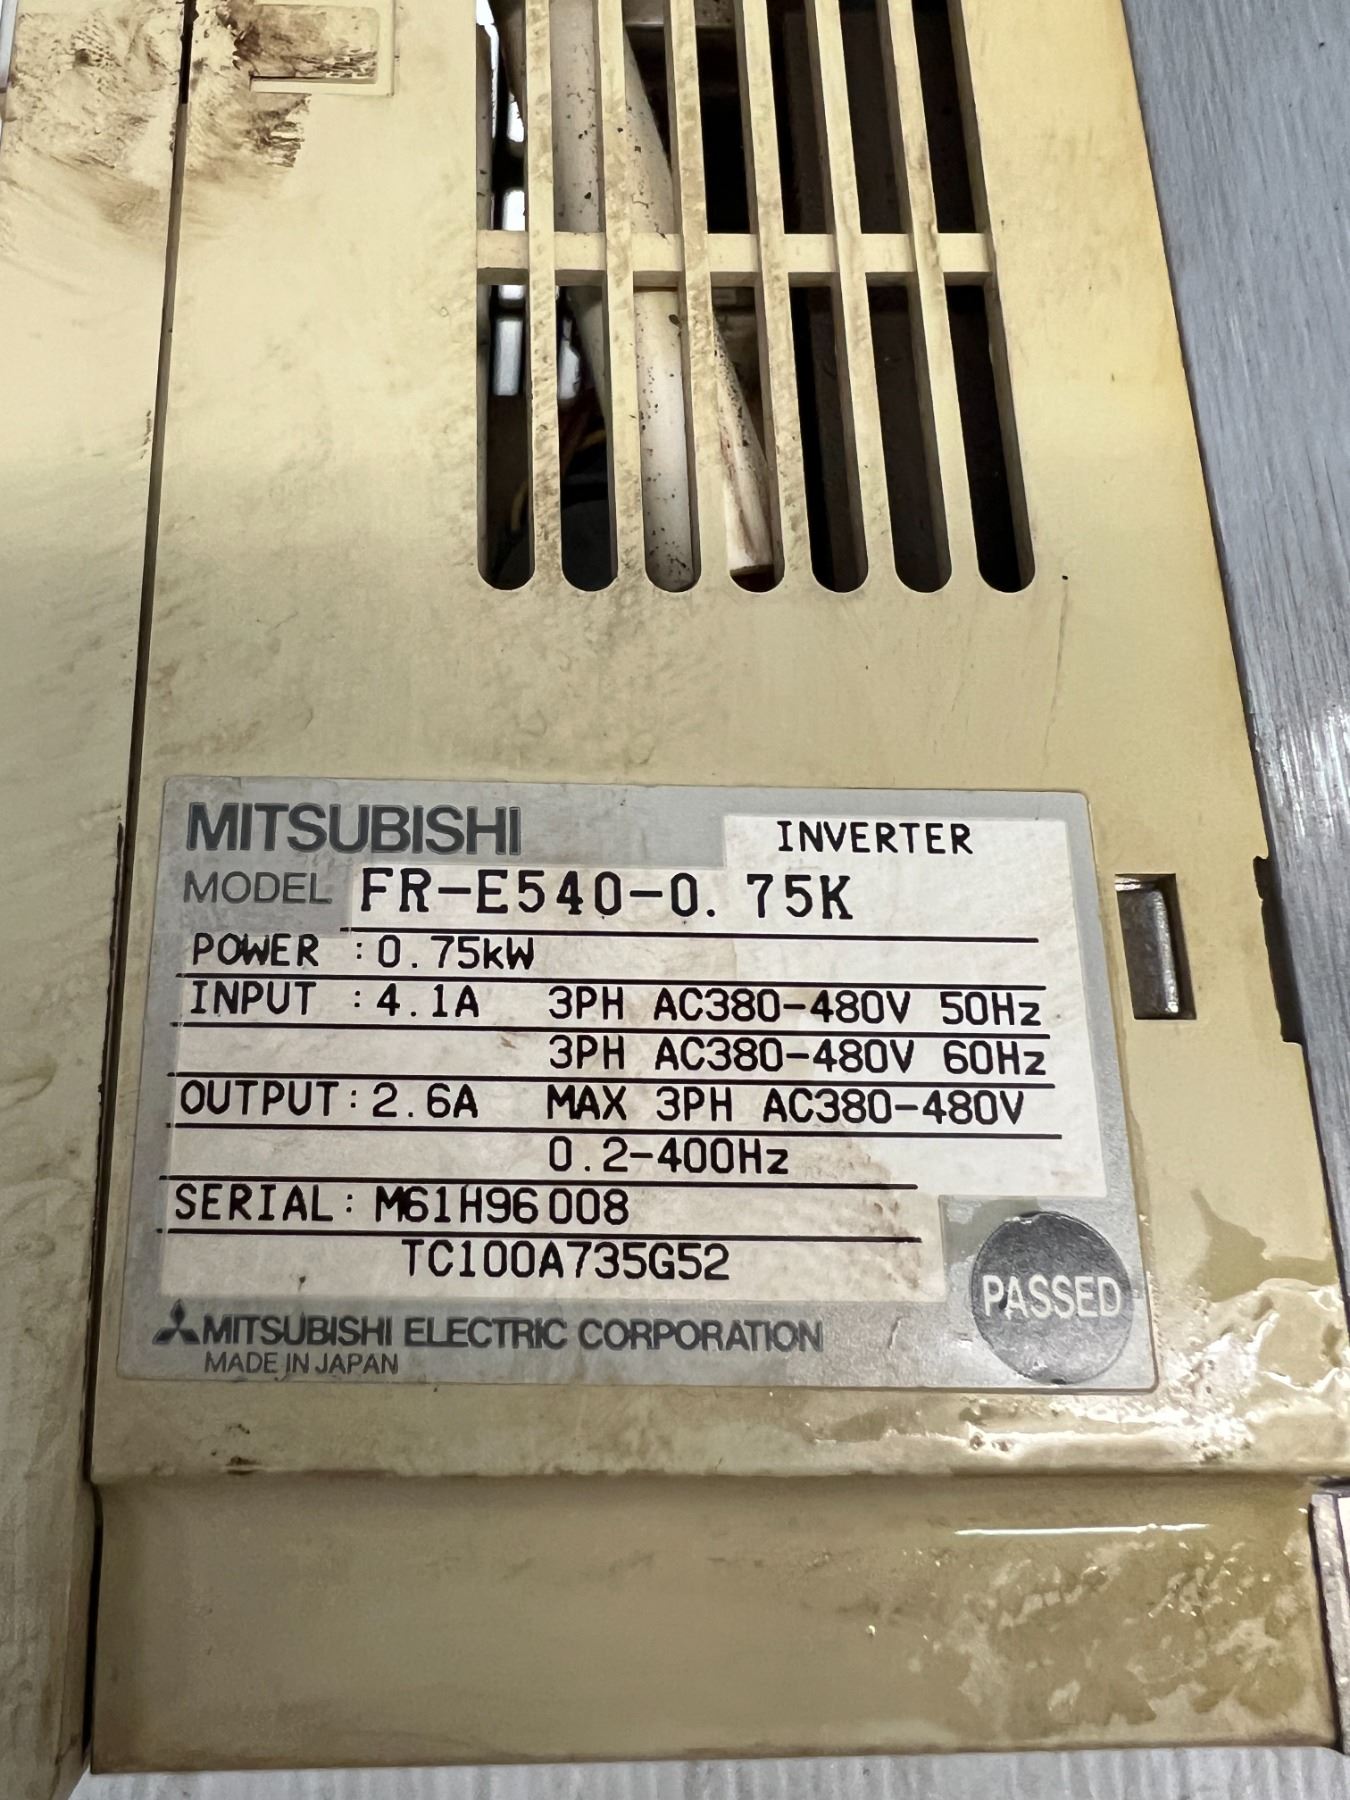 MITSUBISHI INVERTER
MODEL FR-E540-0.75K
POWER : 0.75kW
INPUT : 4.1A 3PH AC380-480V 50Hz
3PH AC380-480V 60Hz
OUTPUT: 2.6A MAX 3PH AC380-480V
0.2-400Hz
SERIAL: M61H96008
TC100A735G52
PASSED
MITSUBISHI ELECTRIC CORPORATION
MADE IN JAPAN